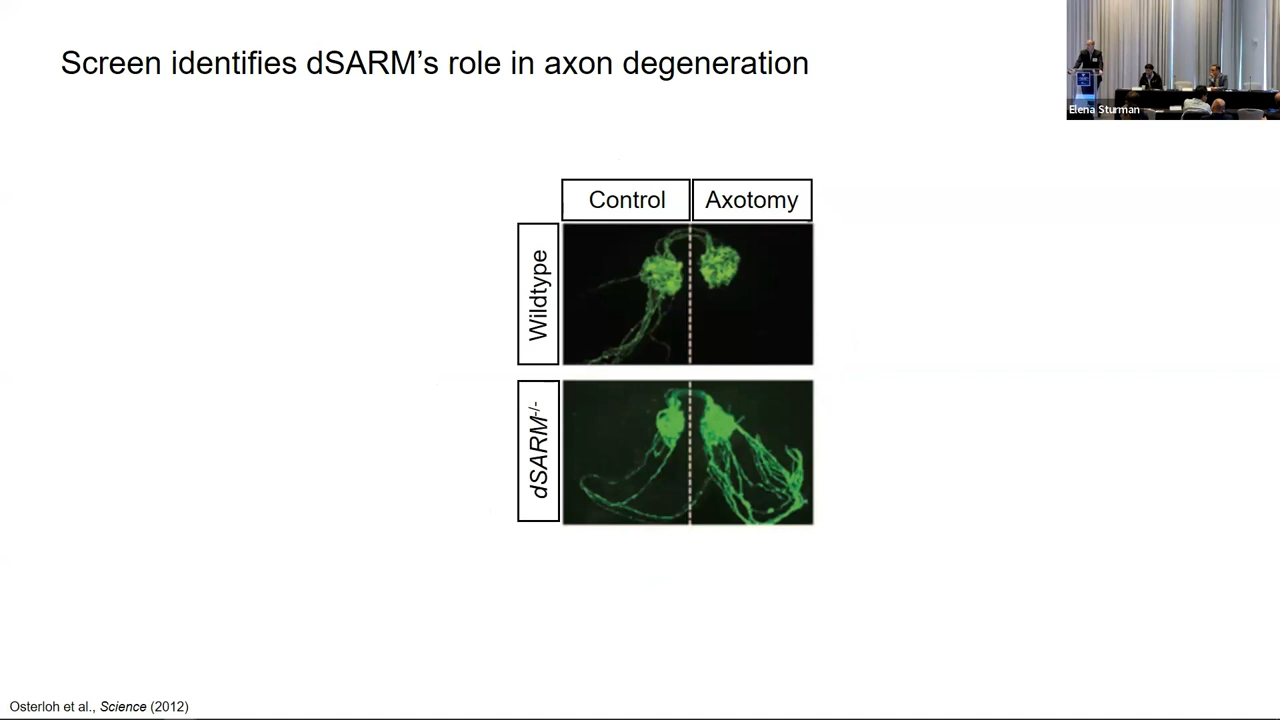 Screen identifies dSARM's role in axon degeneration
Elena Sturman
Control
Axotomy
Wildtype
dSARM-/-
Osterloh et al., Science (2012)